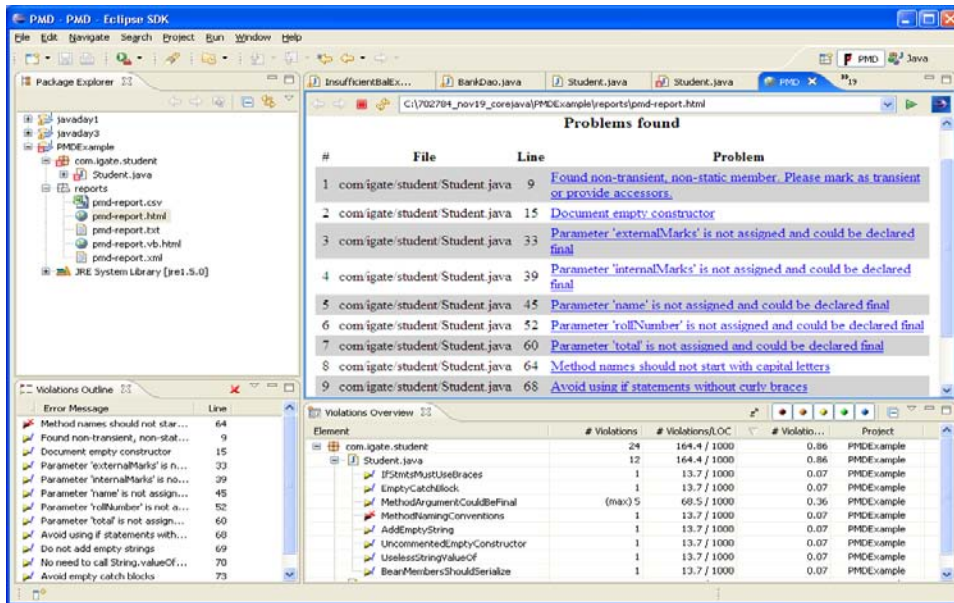 PMD - PMD - Eclipse SDK
File Edit Navigate Search Project Run Window Help
PMD Java
Package Explorer
javaday1
javaday3
PMDExample
com.igate.student
Student.java
reports
pmd-report.csv
pmd-report.html
pmd-report.txt
pmd-report.vb.html
pmd-report.xml
JRE System Library [jre1.5.0]
InsufficientBalEx... BankDao.java Student.java Student.java PMD »19
C:\702784_nov19_corejava\PMDExample\reports\pmd-report.html
Problems found
# File Line Problem
1 com/igate/student/Student.java 9 Found non-transient, non-static member. Please mark as transient
or provide accessors.
2 com/igate/student/Student.java 15 Document empty constructor
3 com/igate/student/Student.java 33 Parameter 'externalMarks' is not assigned and could be declared
final
4 com/igate/student/Student.java 39 Parameter 'internalMarks' is not assigned and could be declared
final
5 com/igate/student/Student.java 45 Parameter 'name' is not assigned and could be declared final
6 com/igate/student/Student.java 52 Parameter 'rollNumber' is not assigned and could be declared final
7 com/igate/student/Student.java 60 Parameter 'total' is not assigned and could be declared final
8 com/igate/student/Student.java 64 Method names should not start with capital letters
9 com/igate/student/Student.java 68 Avoid using if statements without curly braces
Violations Outline
Error Message Line
Method names should not star... 64
Found non-transient, non-stat... 9
Document empty constructor 15
Parameter 'externalMarks' is n... 33
Parameter 'internalMarks' is no... 39
Parameter 'name' is not assign... 45
Parameter 'rollNumber' is not a... 52
Parameter 'total' is not assign... 60
Avoid using if statements with... 68
Do not add empty strings 69
No need to call String.valueOf... 70
Avoid empty catch blocks 73
Violations Overview
Element # Violations # Violations/LOC # Violatio... Project
com.igate.student 24 164.4 / 1000 0.86 PMDExample
Student.java 12 164.4 / 1000 0.86 PMDExample
IfStmtsMustUseBraces 1 13.7 / 1000 0.07 PMDExample
EmptyCatchBlock 1 13.7 / 1000 0.07 PMDExample
MethodArgumentCouldBeFinal (max) 5 68.5 / 1000 0.36 PMDExample
MethodNamingConventions 1 13.7 / 1000 0.07 PMDExample
AddEmptyString 1 13.7 / 1000 0.07 PMDExample
UncommentedEmptyConstructor 1 13.7 / 1000 0.07 PMDExample
UselessStringValueOf 1 13.7 / 1000 0.07 PMDExample
BeanMembersShouldSerialize 1 13.7 / 1000 0.07 PMDExample